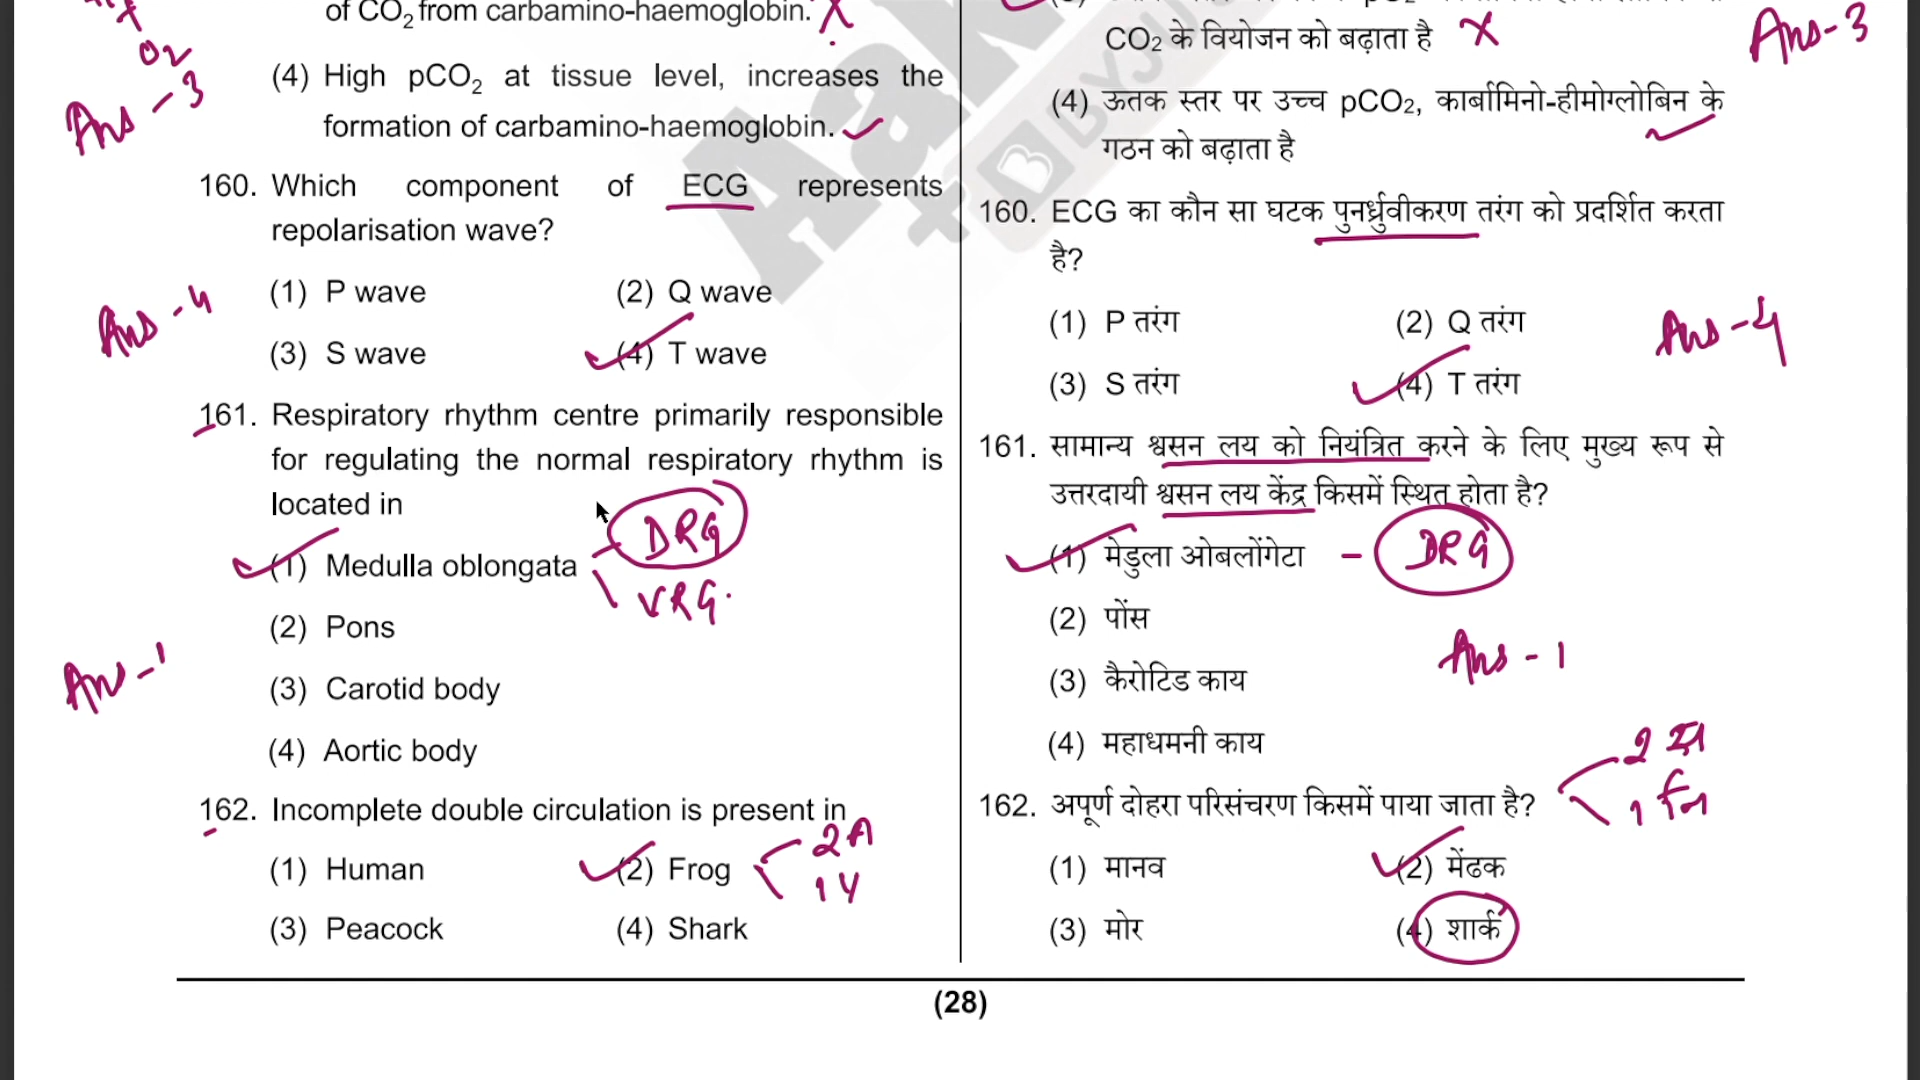 of CO2 from carbamino-haemoglobin. X
O2
Ans - 3
(4) High pCO2 at tissue level, increases the
formation of carbamino-haemoglobin.
160. Which component of ECG represents
repolarisation wave?
(1) P wave (2) Q wave
Ans - 4
(3) S wave (4) T wave
161. Respiratory rhythm centre primarily responsible
for regulating the normal respiratory rhythm is
located in
DRG
(1) Medulla oblongata
VRG.
(2) Pons
Ans - 1
(3) Carotid body
(4) Aortic body
162. Incomplete double circulation is present in
2A
(1) Human (2) Frog
1V
(3) Peacock (4) Shark
CO2 के वियोजन को बढ़ाता है X
Ans - 3
(4) ऊतक स्तर पर उच्च pCO2, कार्बामिनो-हीमोग्लोबिन के
गठन को बढ़ाता है
160. ECG का कौन सा घटक पुनर्ध्रुवीकरण तरंग को प्रदर्शित करता
है?
(1) P तरंग (2) Q तरंग
Ans - 4
(3) S तरंग (4) T तरंग
161. सामान्य श्वसन लय को नियंत्रित करने के लिए मुख्य रूप से
उत्तरदायी श्वसन लय केंद्र किसमें स्थित होता है?
(1) मेडुला ओबलोंगेटा - DRG
(2) पोंस
Ans - 1
(3) कैरोटिड काय
(4) महाधमनी काय
162. अपूर्ण दोहरा परिसंचरण किसमें पाया जाता है?
(1) मानव (2) मेंढक
(3) मोर (4) शार्क
(28)